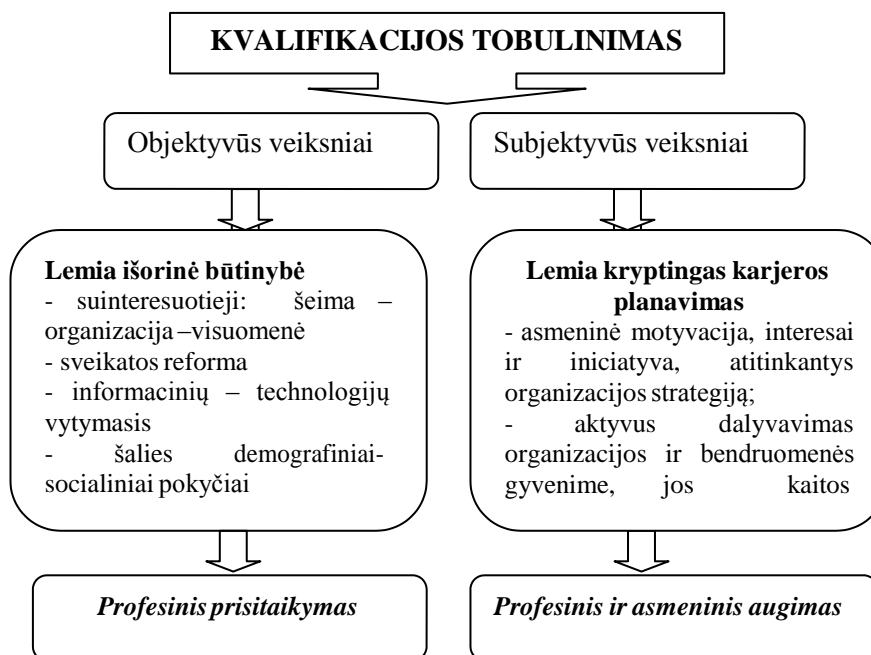 KVALIFIKACIJOS TOBULINIMAS
Objektyvūs veiksniai
Subjektyvūs veiksniai
Lemia išorinė būtinybė
- suinteresuotieji: šeima –
organizacija –visuomenė
- sveikatos reforma
- informacinių – technologijų
vytymasis
- šalies demografiniai-
socialiniai pokyčiai
Lemia kryptingas karjeros
planavimas
- asmeninė motyvacija, interesai
ir iniciatyva, atitinkantys
organizacijos strategiją;
- aktyvus dalyvavimas
organizacijos ir bendruomenės
gyvenime, jos kaitos
Profesinis prisitaikymas
Profesinis ir asmeninis augimas